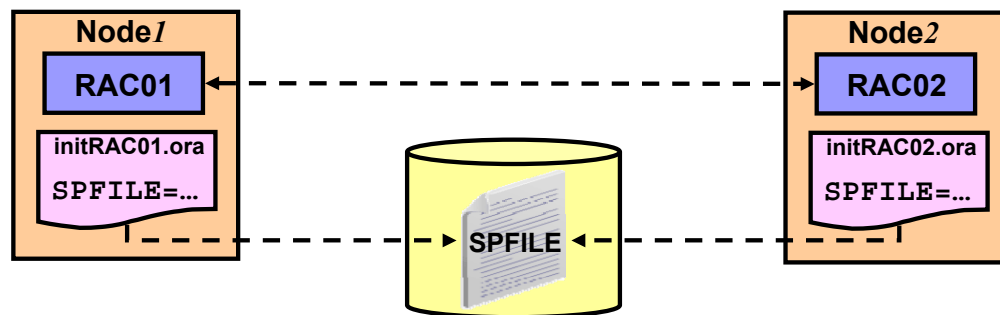 Node1
RAC01
initRAC01.ora
SPFILE=…
Node2
RAC02
initRAC02.ora
SPFILE=…
SPFILE